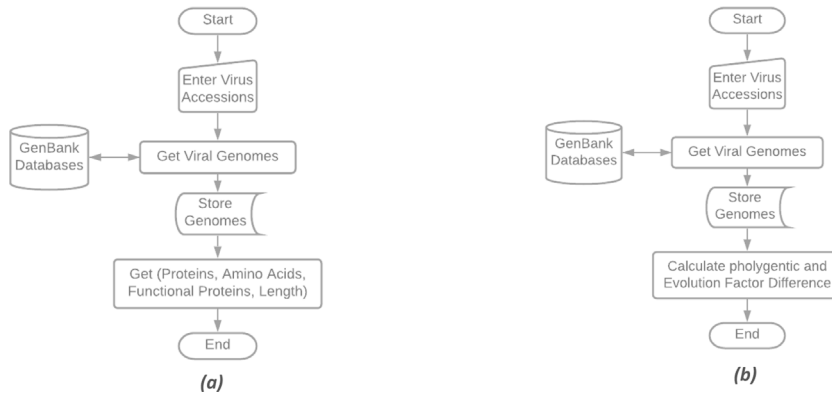 Start
Enter Virus
Accessions
GenBank
Databases
Get Viral Genomes
Store
Genomes
Get (Proteins, Amino Acids,
Functional Proteins, Length)
End
(a)
Start
Enter Virus
Accessions
GenBank
Databases
Get Viral Genomes
Store
Genomes
Calculate pholygentic and
Evolution Factor Difference
End
(b)